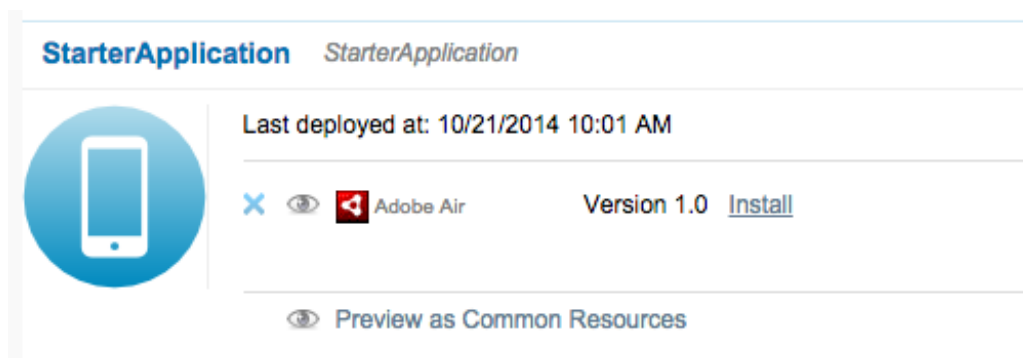 StarterApplication StarterApplication
Last deployed at: 10/21/2014 10:01 AM
Adobe Air Version 1.0 Install
Preview as Common Resources